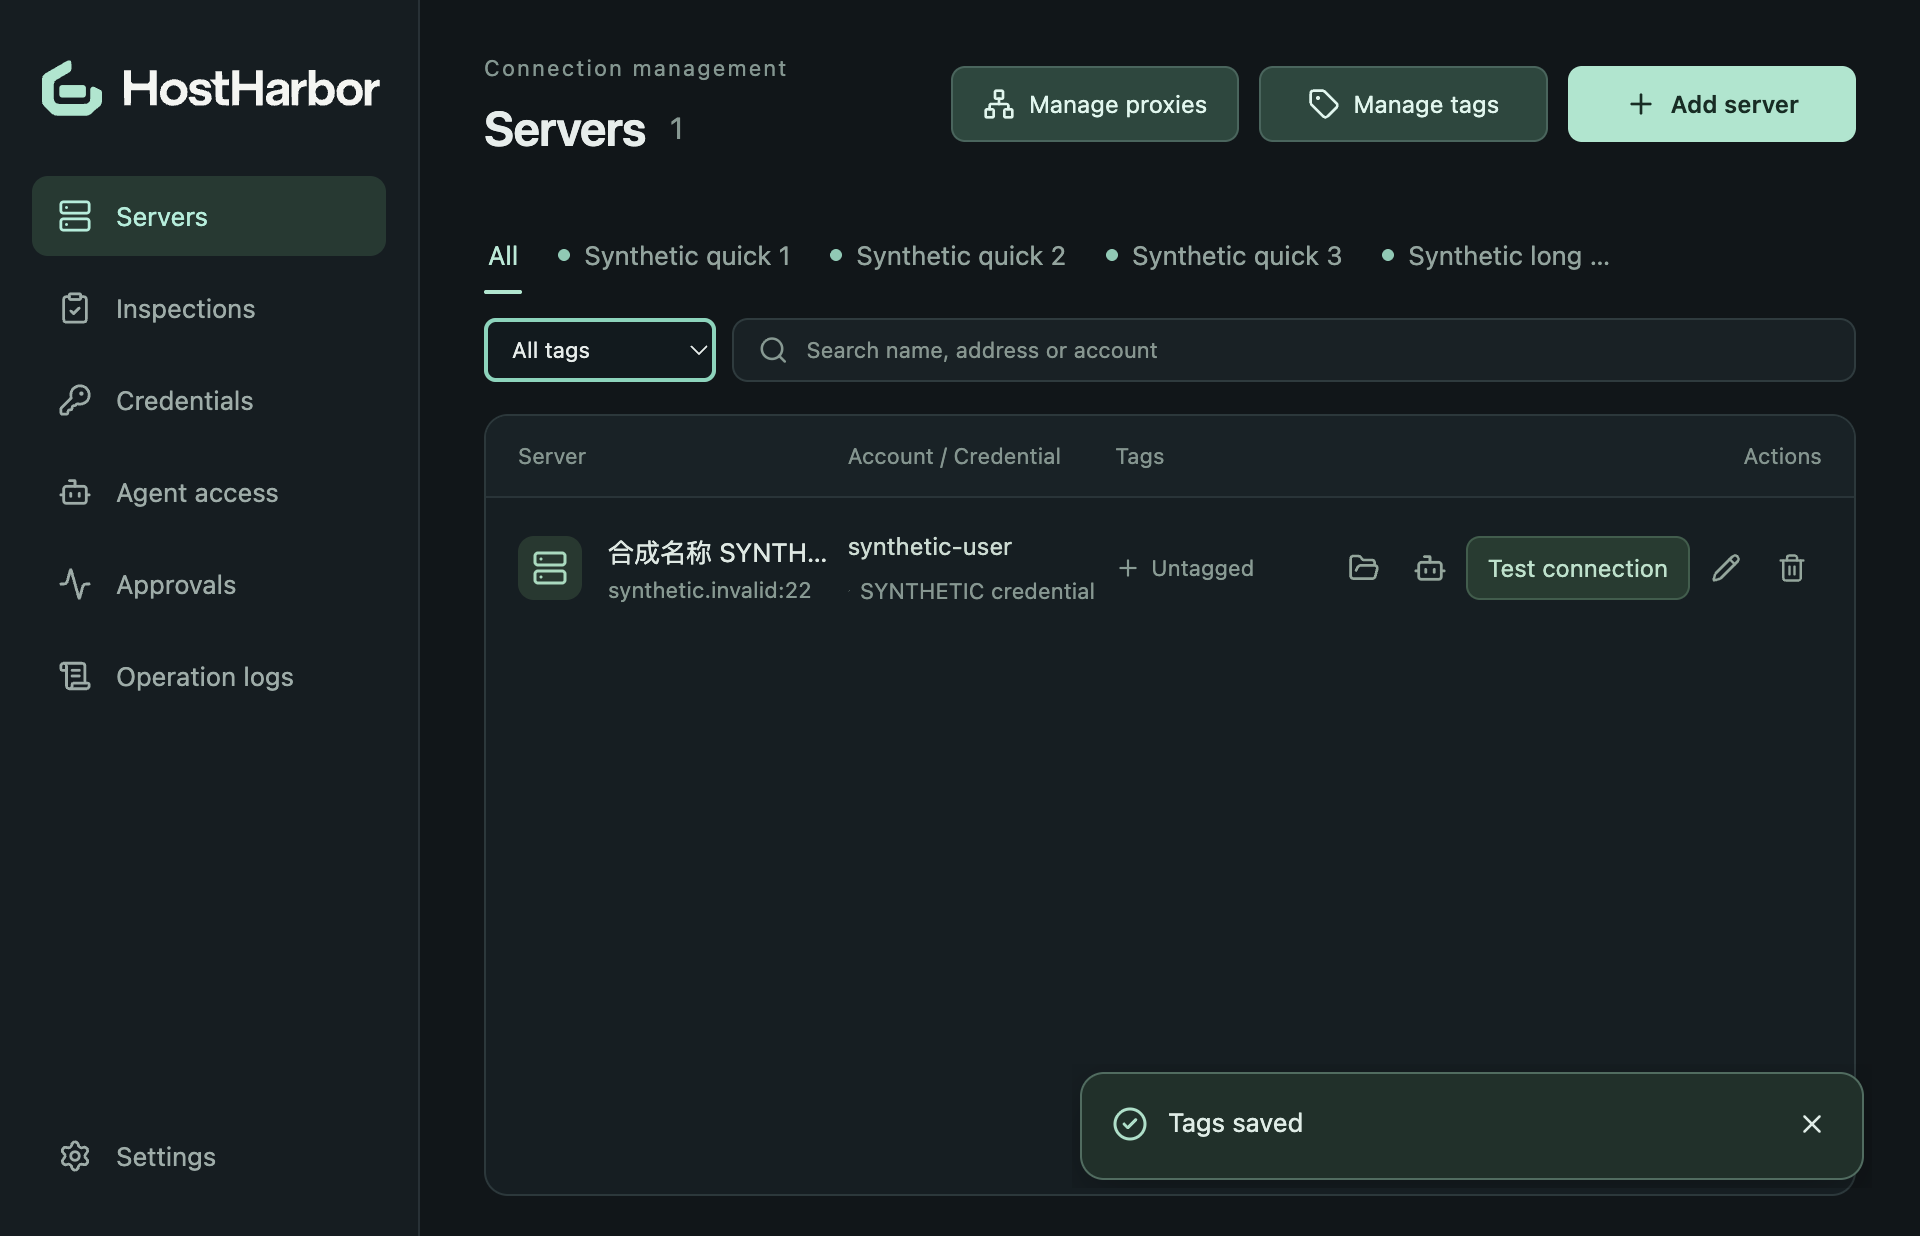 HostHarbor
Servers
Inspections
Credentials
Agent access
Approvals
Operation logs
Settings
Connection management
Servers 1
Manage proxies
Manage tags
Add server
All
Synthetic quick 1
Synthetic quick 2
Synthetic quick 3
Synthetic long ...
All tags
Search name, address or account
Server
Account / Credential
Tags
Actions
合成名称 SYNTH...
synthetic.invalid:22
synthetic-user
SYNTHETIC credential
Untagged
Test connection
Tags saved